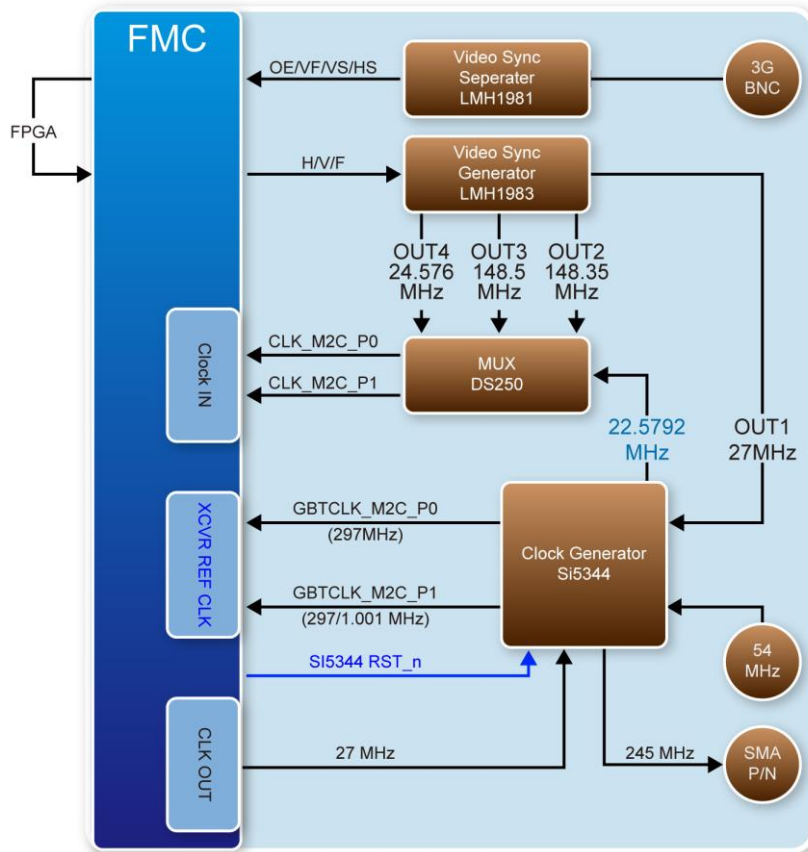 FMC
OE/VF/VS/HS
Video Sync
Seperater
LMH1981
3G
BNC
FPGA
H/V/F
Video Sync
Generator
LMH1983
OUT4
24.576
MHz
OUT3
148.5
MHz
OUT2
148.35
MHz
Clock IN
CLK_M2C_P0
CLK_M2C_P1
MUX
DS250
22.5792
MHz
OUT1
27MHz
XCVR REF CLK
GBTCLK_M2C_P0
(297MHz)
GBTCLK_M2C_P1
(297/1.001 MHz)
Clock Generator
Si5344
54
MHz
SI5344 RST_n
CLK OUT
27 MHz
245 MHz
SMA
P/N